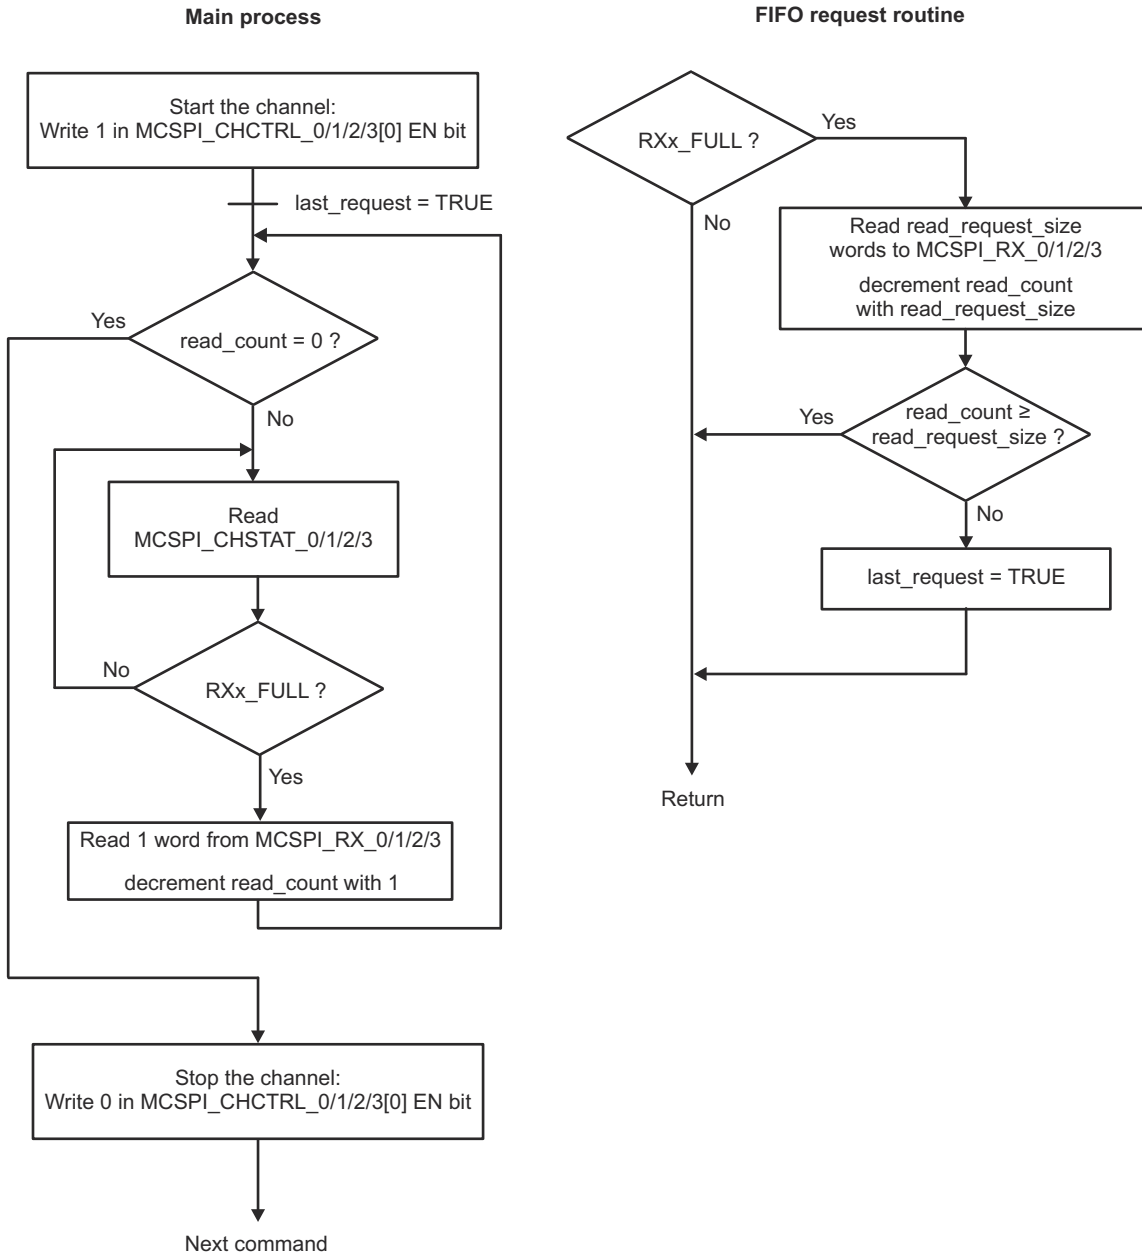 Main process
Start the channel:
Write 1 in MCSPI_CHCTRL_0/1/2/3[0] EN bit
last_request = TRUE
Yes
read_count = 0 ?
No
Read
MCSPI_CHSTAT_0/1/2/3
No
RXx_FULL ?
Yes
Read 1 word from MCSPI_RX_0/1/2/3
decrement read_count with 1
Stop the channel:
Write 0 in MCSPI_CHCTRL_0/1/2/3[0] EN bit
Next command
FIFO request routine
RXx_FULL ?
Yes
No
Read read_request_size
words to MCSPI_RX_0/1/2/3
decrement read_count
with read_request_size
Yes
read_count ≥
read_request_size ?
No
last_request = TRUE
Return